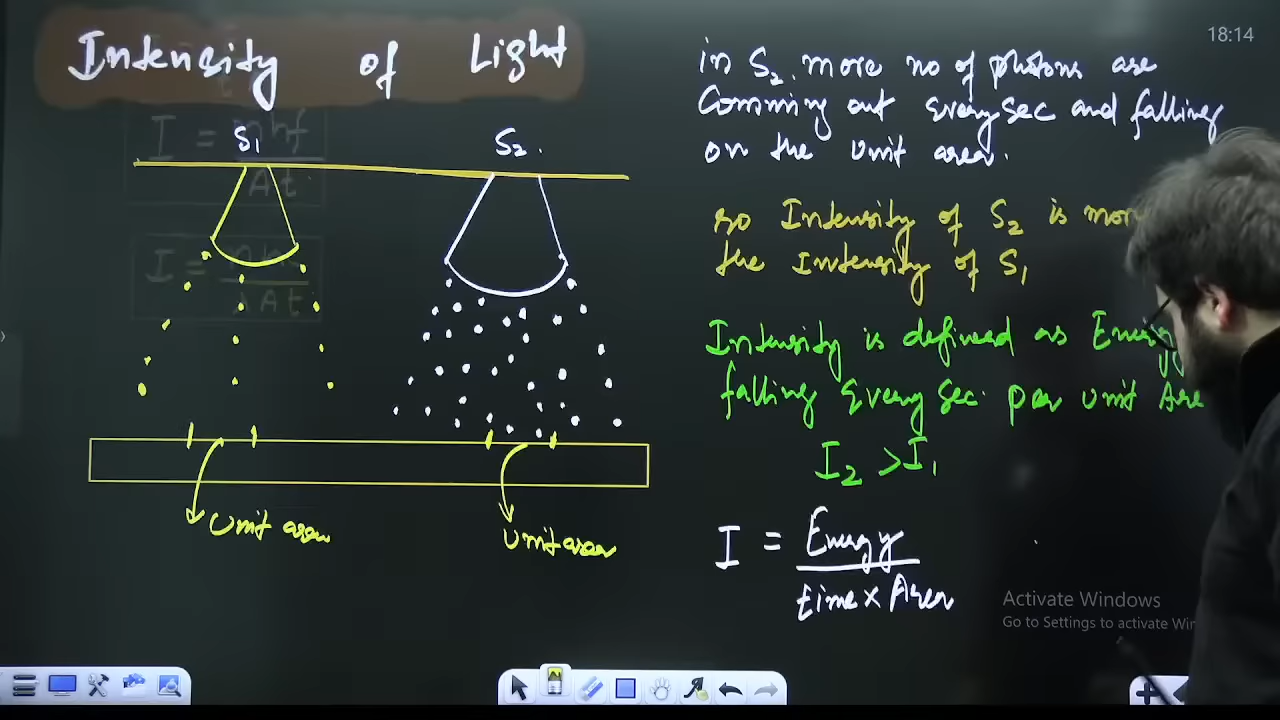 Intensity of Light
18:14
in S2. more no of photons are
Comming out every sec and falling
on the unit area.
S1
S2.
I = nhf
At
I =
λAt
so Intensity of S2 is
the Intensity of S1
Intensity is defined as Energy
falling every sec. per unit
I2 > I1
unit area
unit area
I = Energy
time × Area
Activate Windows
Go to Settings to activate